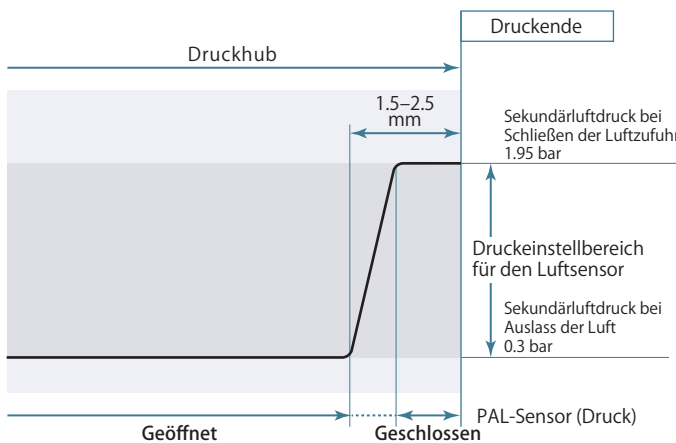 Druckende
Druckhub
1.5–2.5
mm
Sekundärluftdruck bei
Schließen der Luftzufuhr
1.95 bar
Druckeinstellbereich
für den Luftsensor
Sekundärluftdruck bei
Auslass der Luft
0.3 bar
PAL-Sensor (Druck)
Geöffnet
Geschlossen